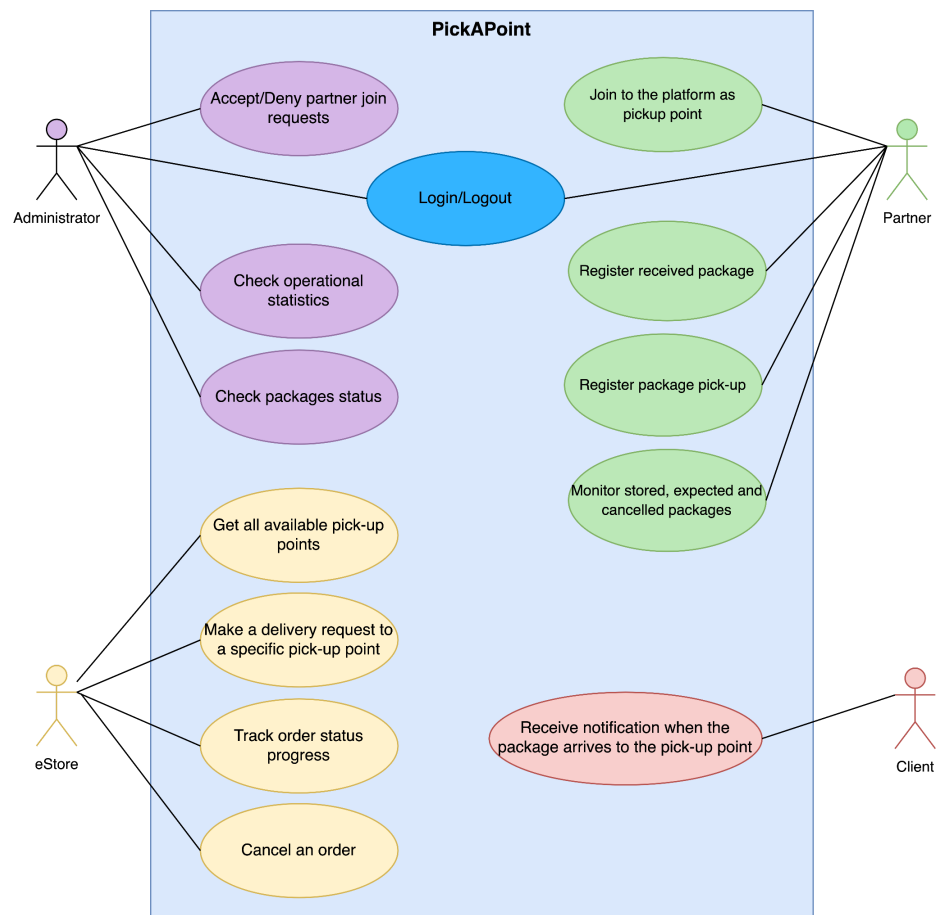 PickAPoint
Accept/Deny partner join
requests
Join to the platform as
pickup point
Login/Logout
Administrator
Partner
Check operational
statistics
Register received package
Check packages status
Register package pick-up
Monitor stored, expected and
cancelled packages
Get all available pick-up
points
Make a delivery request to
a specific pick-up point
Track order status
progress
Receive notification when the
package arrives to the pick-up point
eStore
Client
Cancel an order